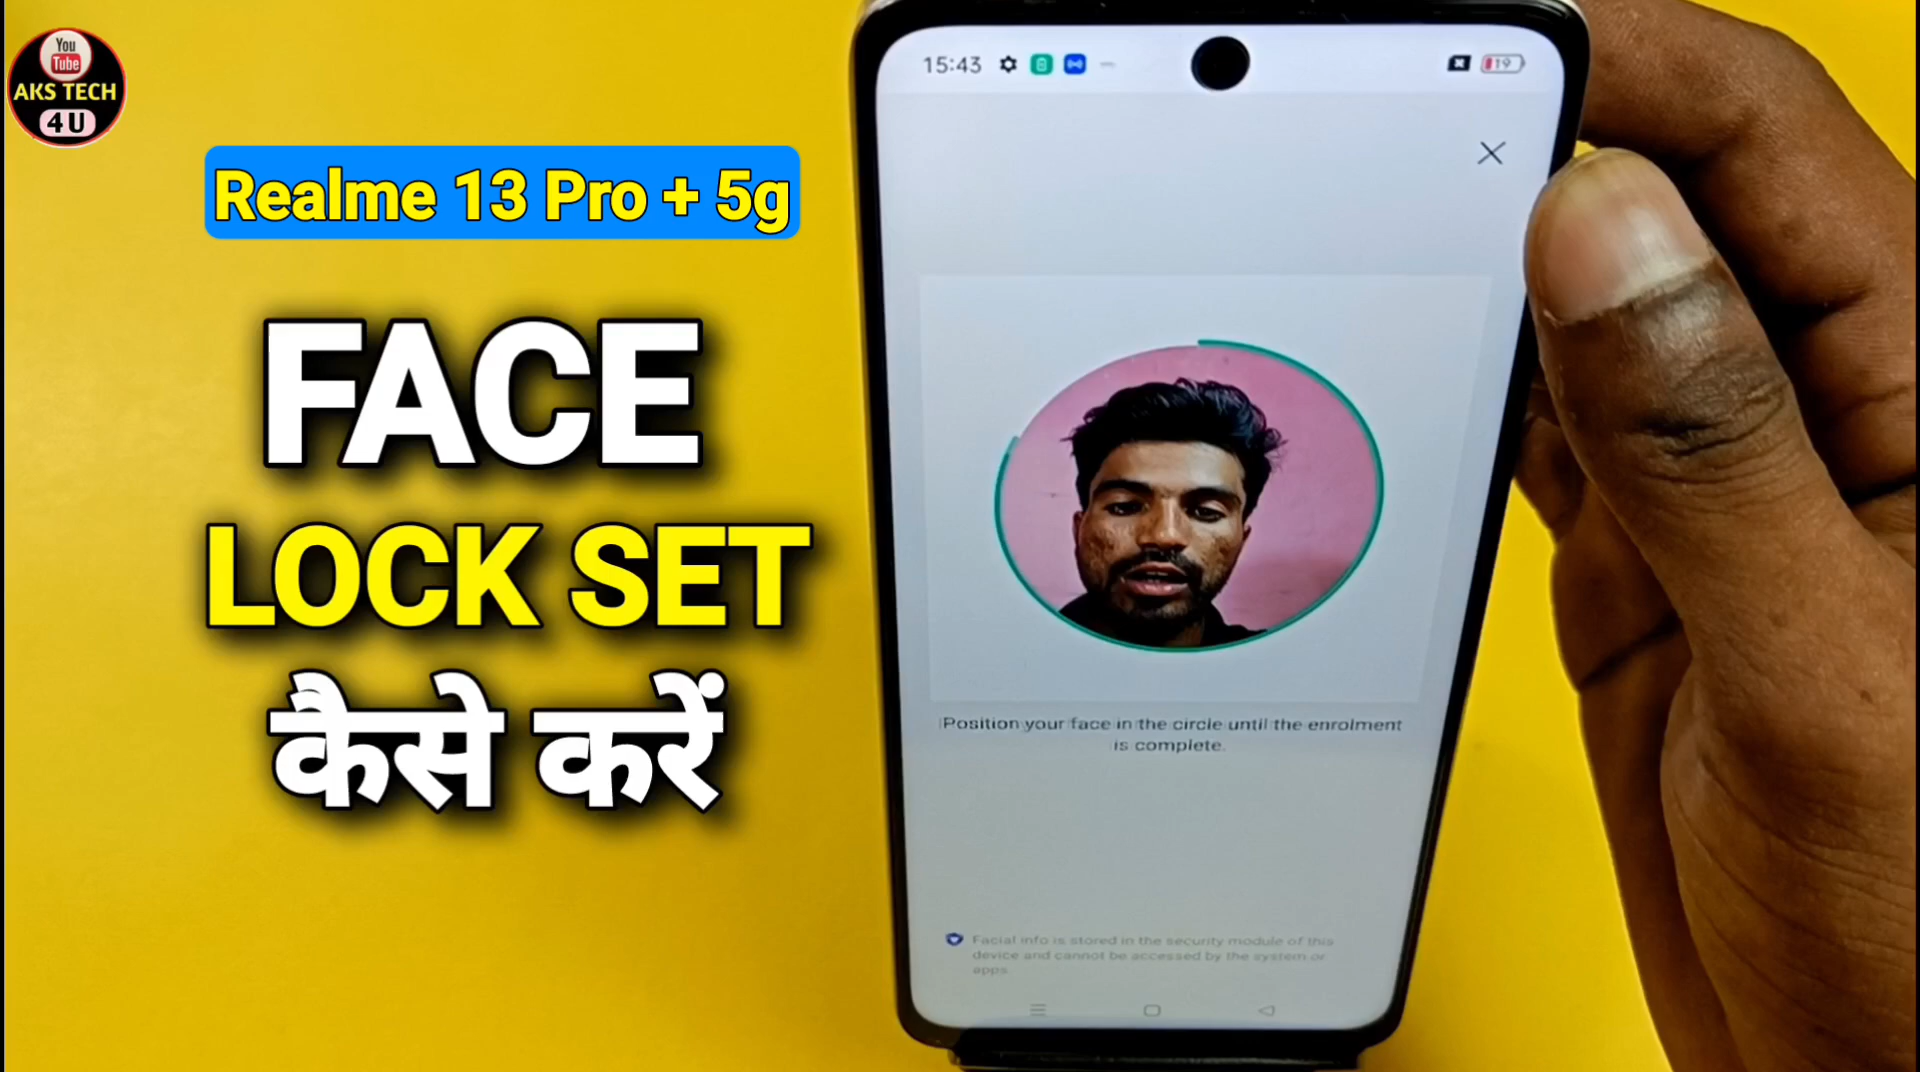 You
Tube
AKS TECH
4U
Realme 13 Pro + 5g
FACE
LOCK SET
कैसे करें
15:43
19
Position your face in the circle until the enrolment
is complete.
Facial info is stored in the security module of this
device and cannot be accessed by the system or
apps.